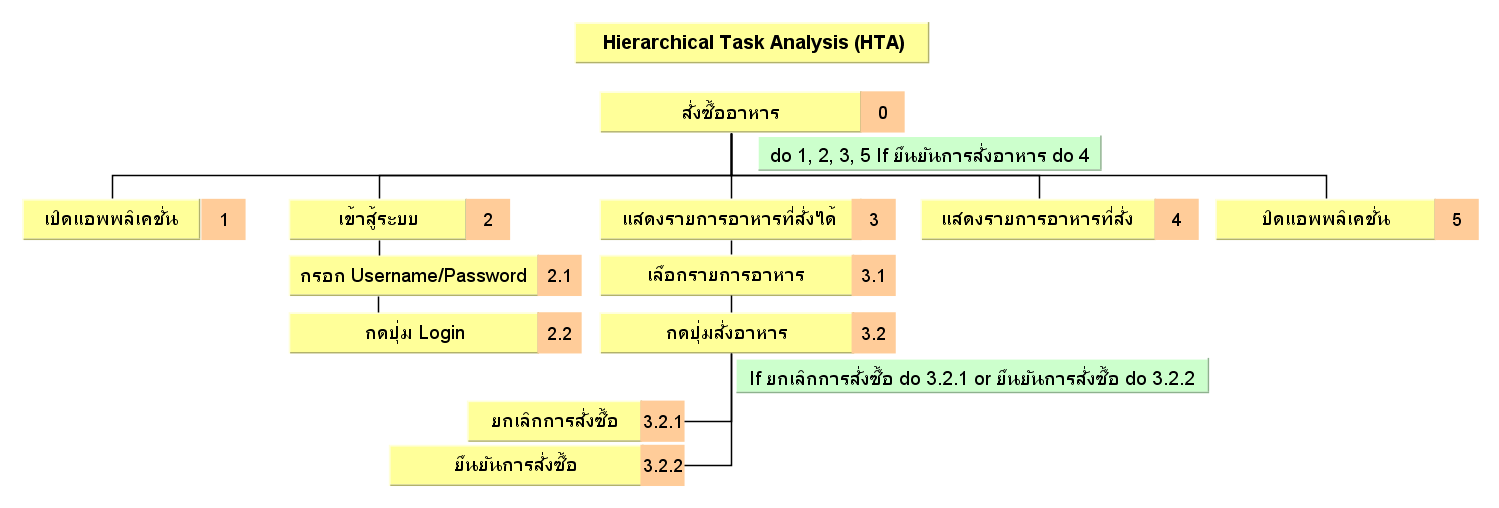 Hierarchical Task Analysis (HTA)
สั่งซื้ออาหาร 0
do 1, 2, 3, 5 If ยืนยันการสั่งอาหาร do 4
เปิดแอพพลิเคชั่น 1
เข้าสู้ระบบ 2
แสดงรายการอาหารที่สั่งได้ 3
แสดงรายการอาหารที่สั่ง 4
ปิดแอพพลิเคชั่น 5
กรอก Username/Password 2.1
เลือกรายการอาหาร 3.1
กดปุ่ม Login 2.2
กดปุ่มสั่งอาหาร 3.2
If ยกเลิกการสั่งซื้อ do 3.2.1 or ยืนยันการสั่งซื้อ do 3.2.2
ยกเลิกการสั่งซื้อ 3.2.1
ยืนยันการสั่งซื้อ 3.2.2